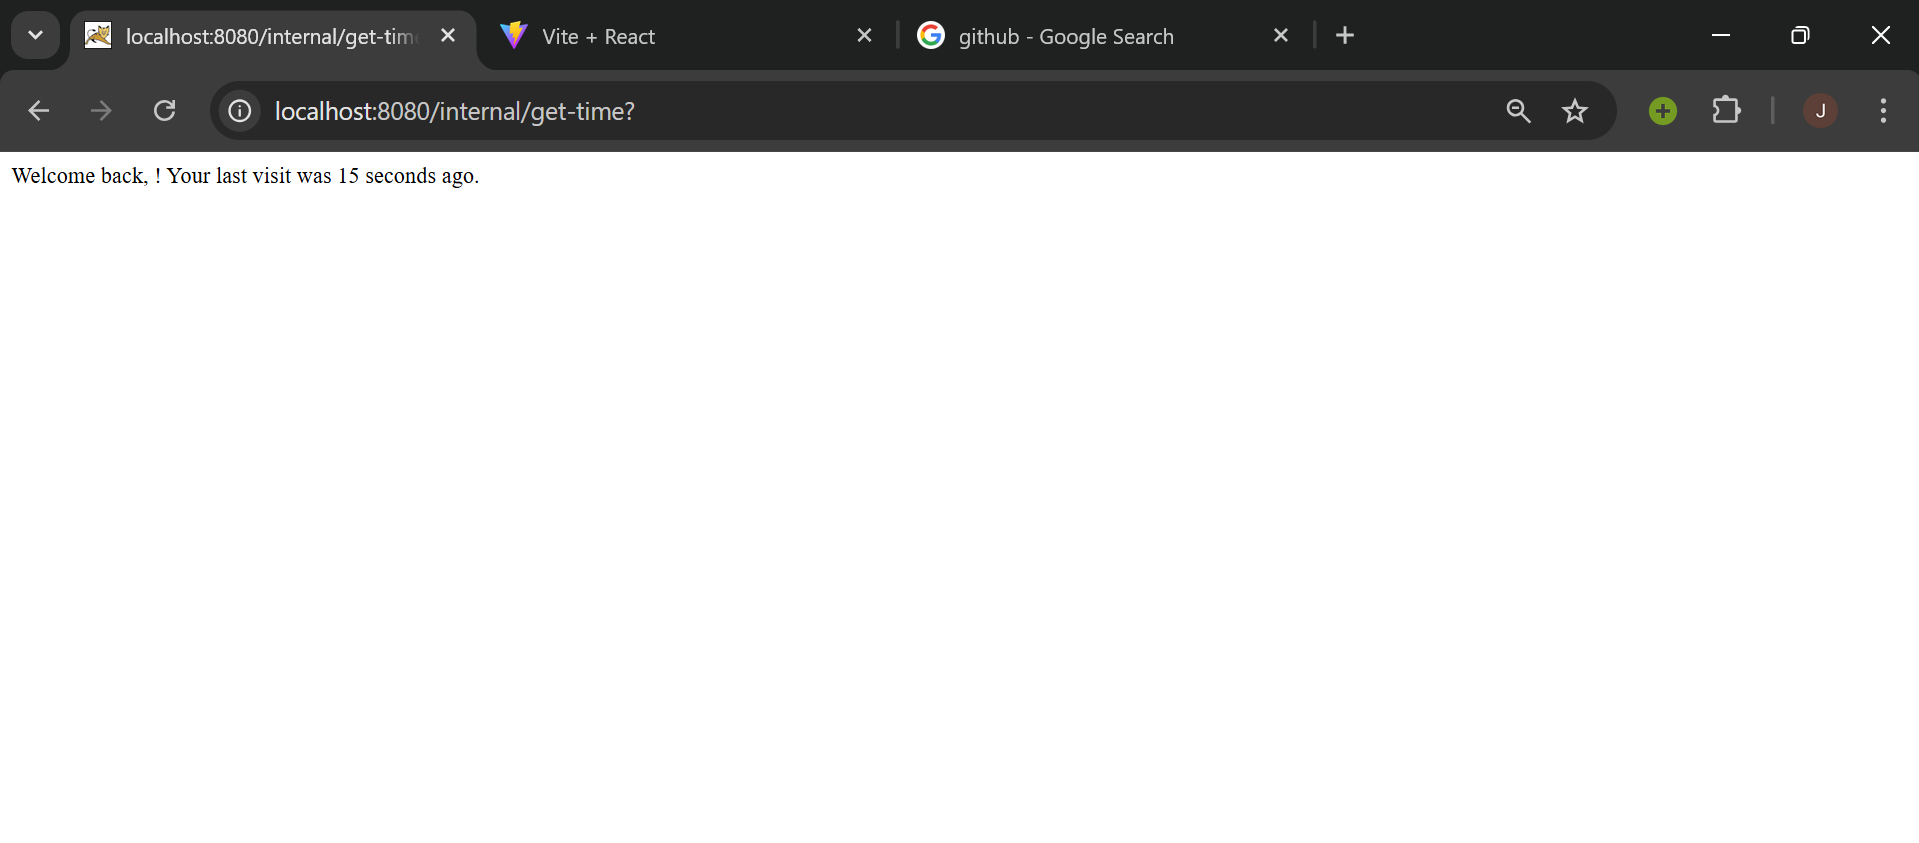 localhost:8080/internal/get-tim
Vite + React
github - Google Search
localhost:8080/internal/get-time?
J
Welcome back, ! Your last visit was 15 seconds ago.